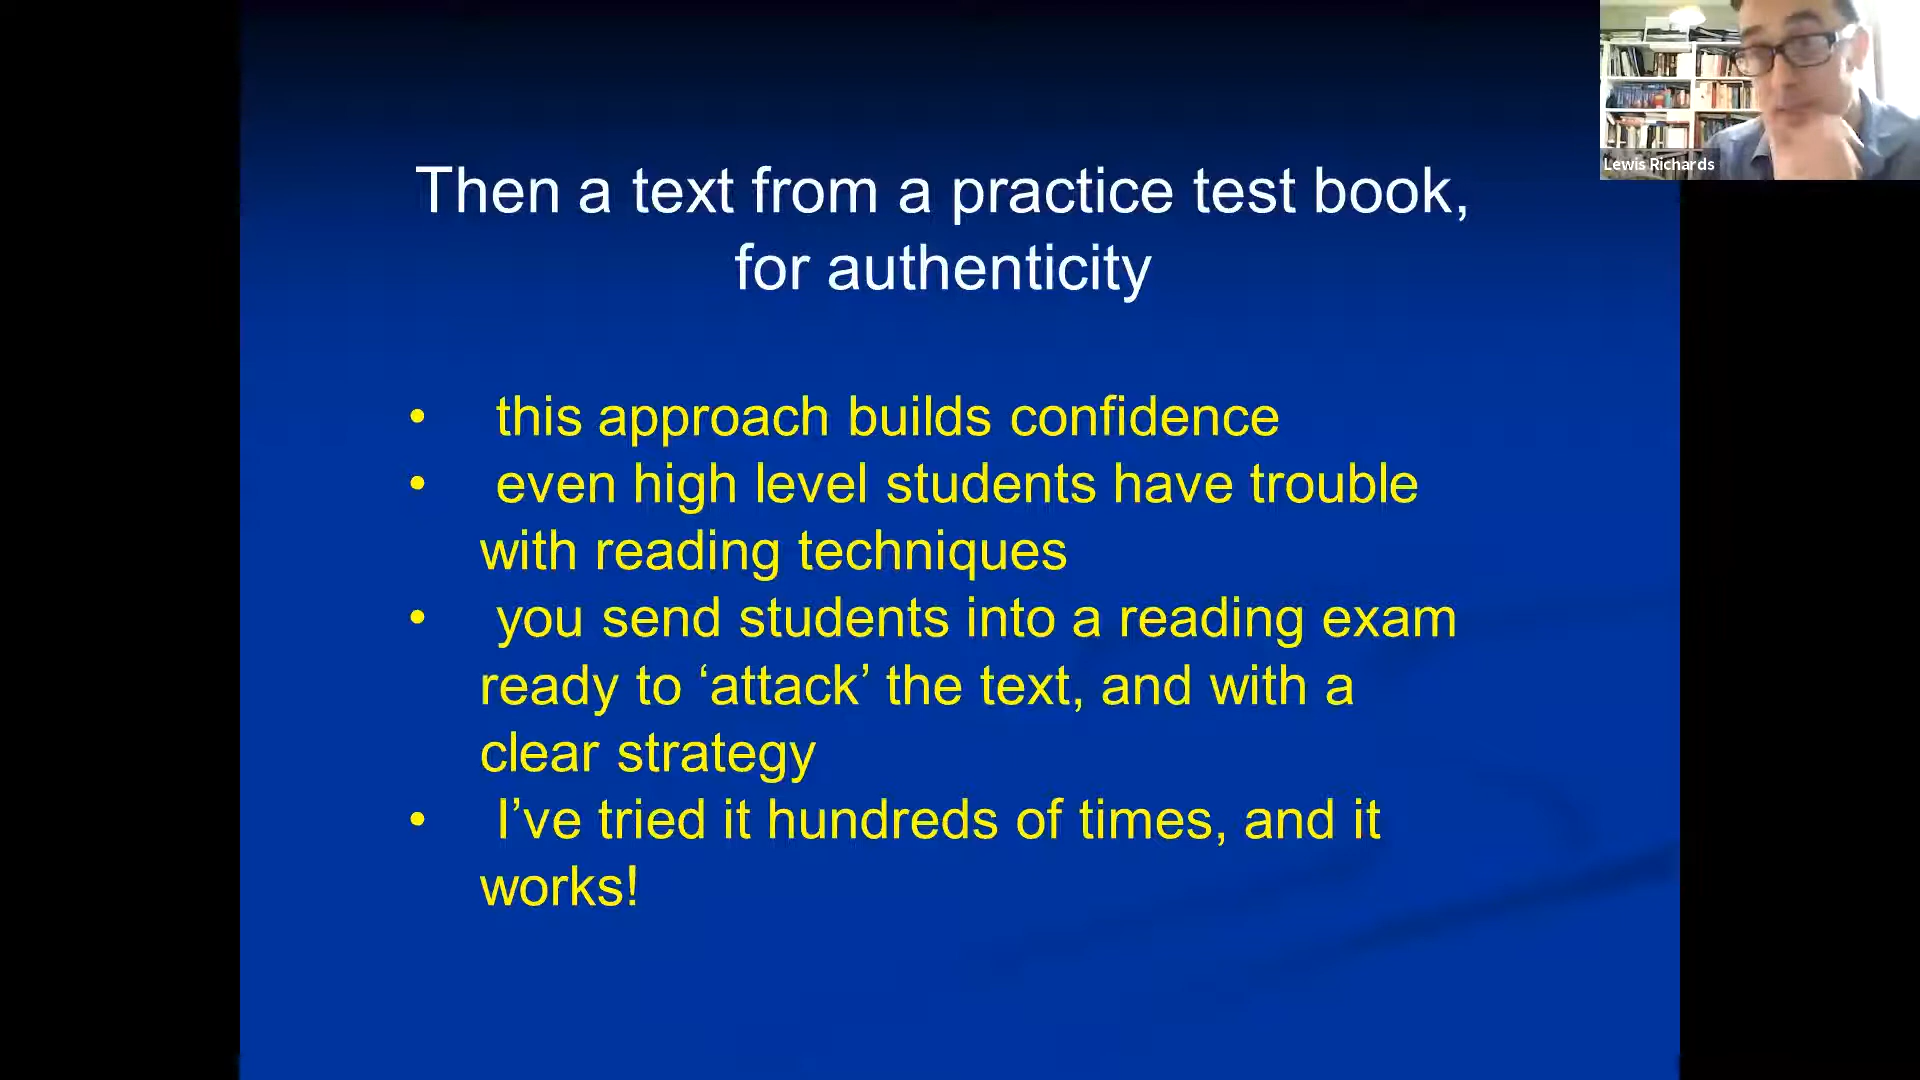 Then a text from a practice test book,
for authenticity
Lewis Richards
• this approach builds confidence
• even high level students have trouble
with reading techniques
• you send students into a reading exam
ready to ‘attack’ the text, and with a
clear strategy
• I’ve tried it hundreds of times, and it
works!